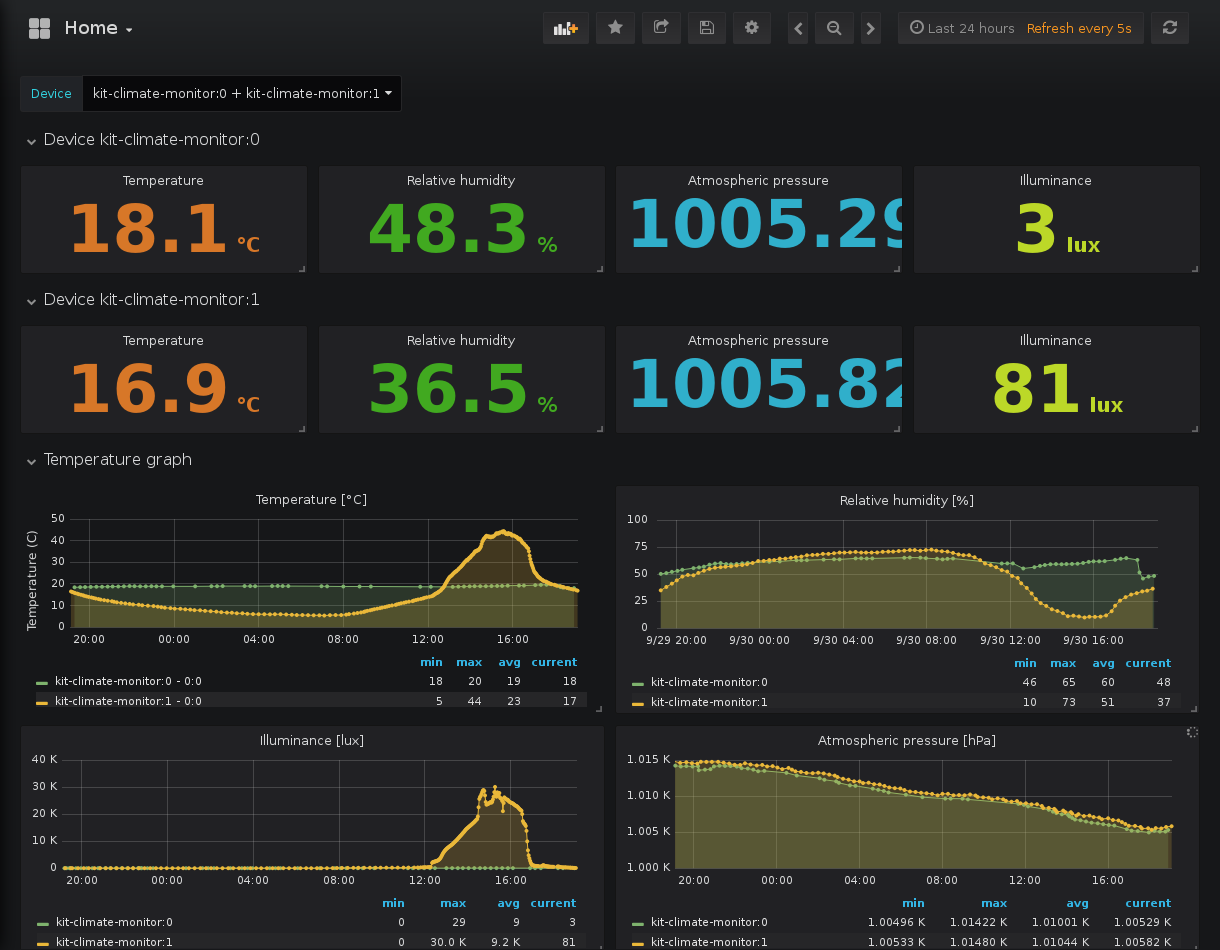 Home
Last 24 hours Refresh every 5s
Device kit-climate-monitor:0 + kit-climate-monitor:1
Device kit-climate-monitor:0
Temperature Relative humidity Atmospheric pressure Illuminance
18.1 °C 48.3 % 1005.29 3 lux
Device kit-climate-monitor:1
Temperature Relative humidity Atmospheric pressure Illuminance
16.9 °C 36.5 % 1005.82 81 lux
Temperature graph
Temperature [°C]
Temperature (C)
50
40
30
20
10
0
20:00 00:00 04:00 08:00 12:00 16:00
min max avg current
kit-climate-monitor:0 - 0:0 18 20 19 18
kit-climate-monitor:1 - 0:0 5 44 23 17
Relative humidity [%]
100
75
50
25
0
9/29 20:00 9/30 00:00 9/30 04:00 9/30 08:00 9/30 12:00 9/30 16:00
min max avg current
kit-climate-monitor:0 46 65 60 48
kit-climate-monitor:1 10 73 51 37
Illuminance [lux]
40 K
30 K
20 K
10 K
0
20:00 00:00 04:00 08:00 12:00 16:00
min max avg current
kit-climate-monitor:0 0 29 9 3
kit-climate-monitor:1 0 30.0 K 9.2 K 81
Atmospheric pressure [hPa]
1.015 K
1.010 K
1.005 K
1.000 K
20:00 00:00 04:00 08:00 12:00 16:00
min max avg current
kit-climate-monitor:0 1.00496 K 1.01422 K 1.01001 K 1.00529 K
kit-climate-monitor:1 1.00533 K 1.01480 K 1.01044 K 1.00582 K